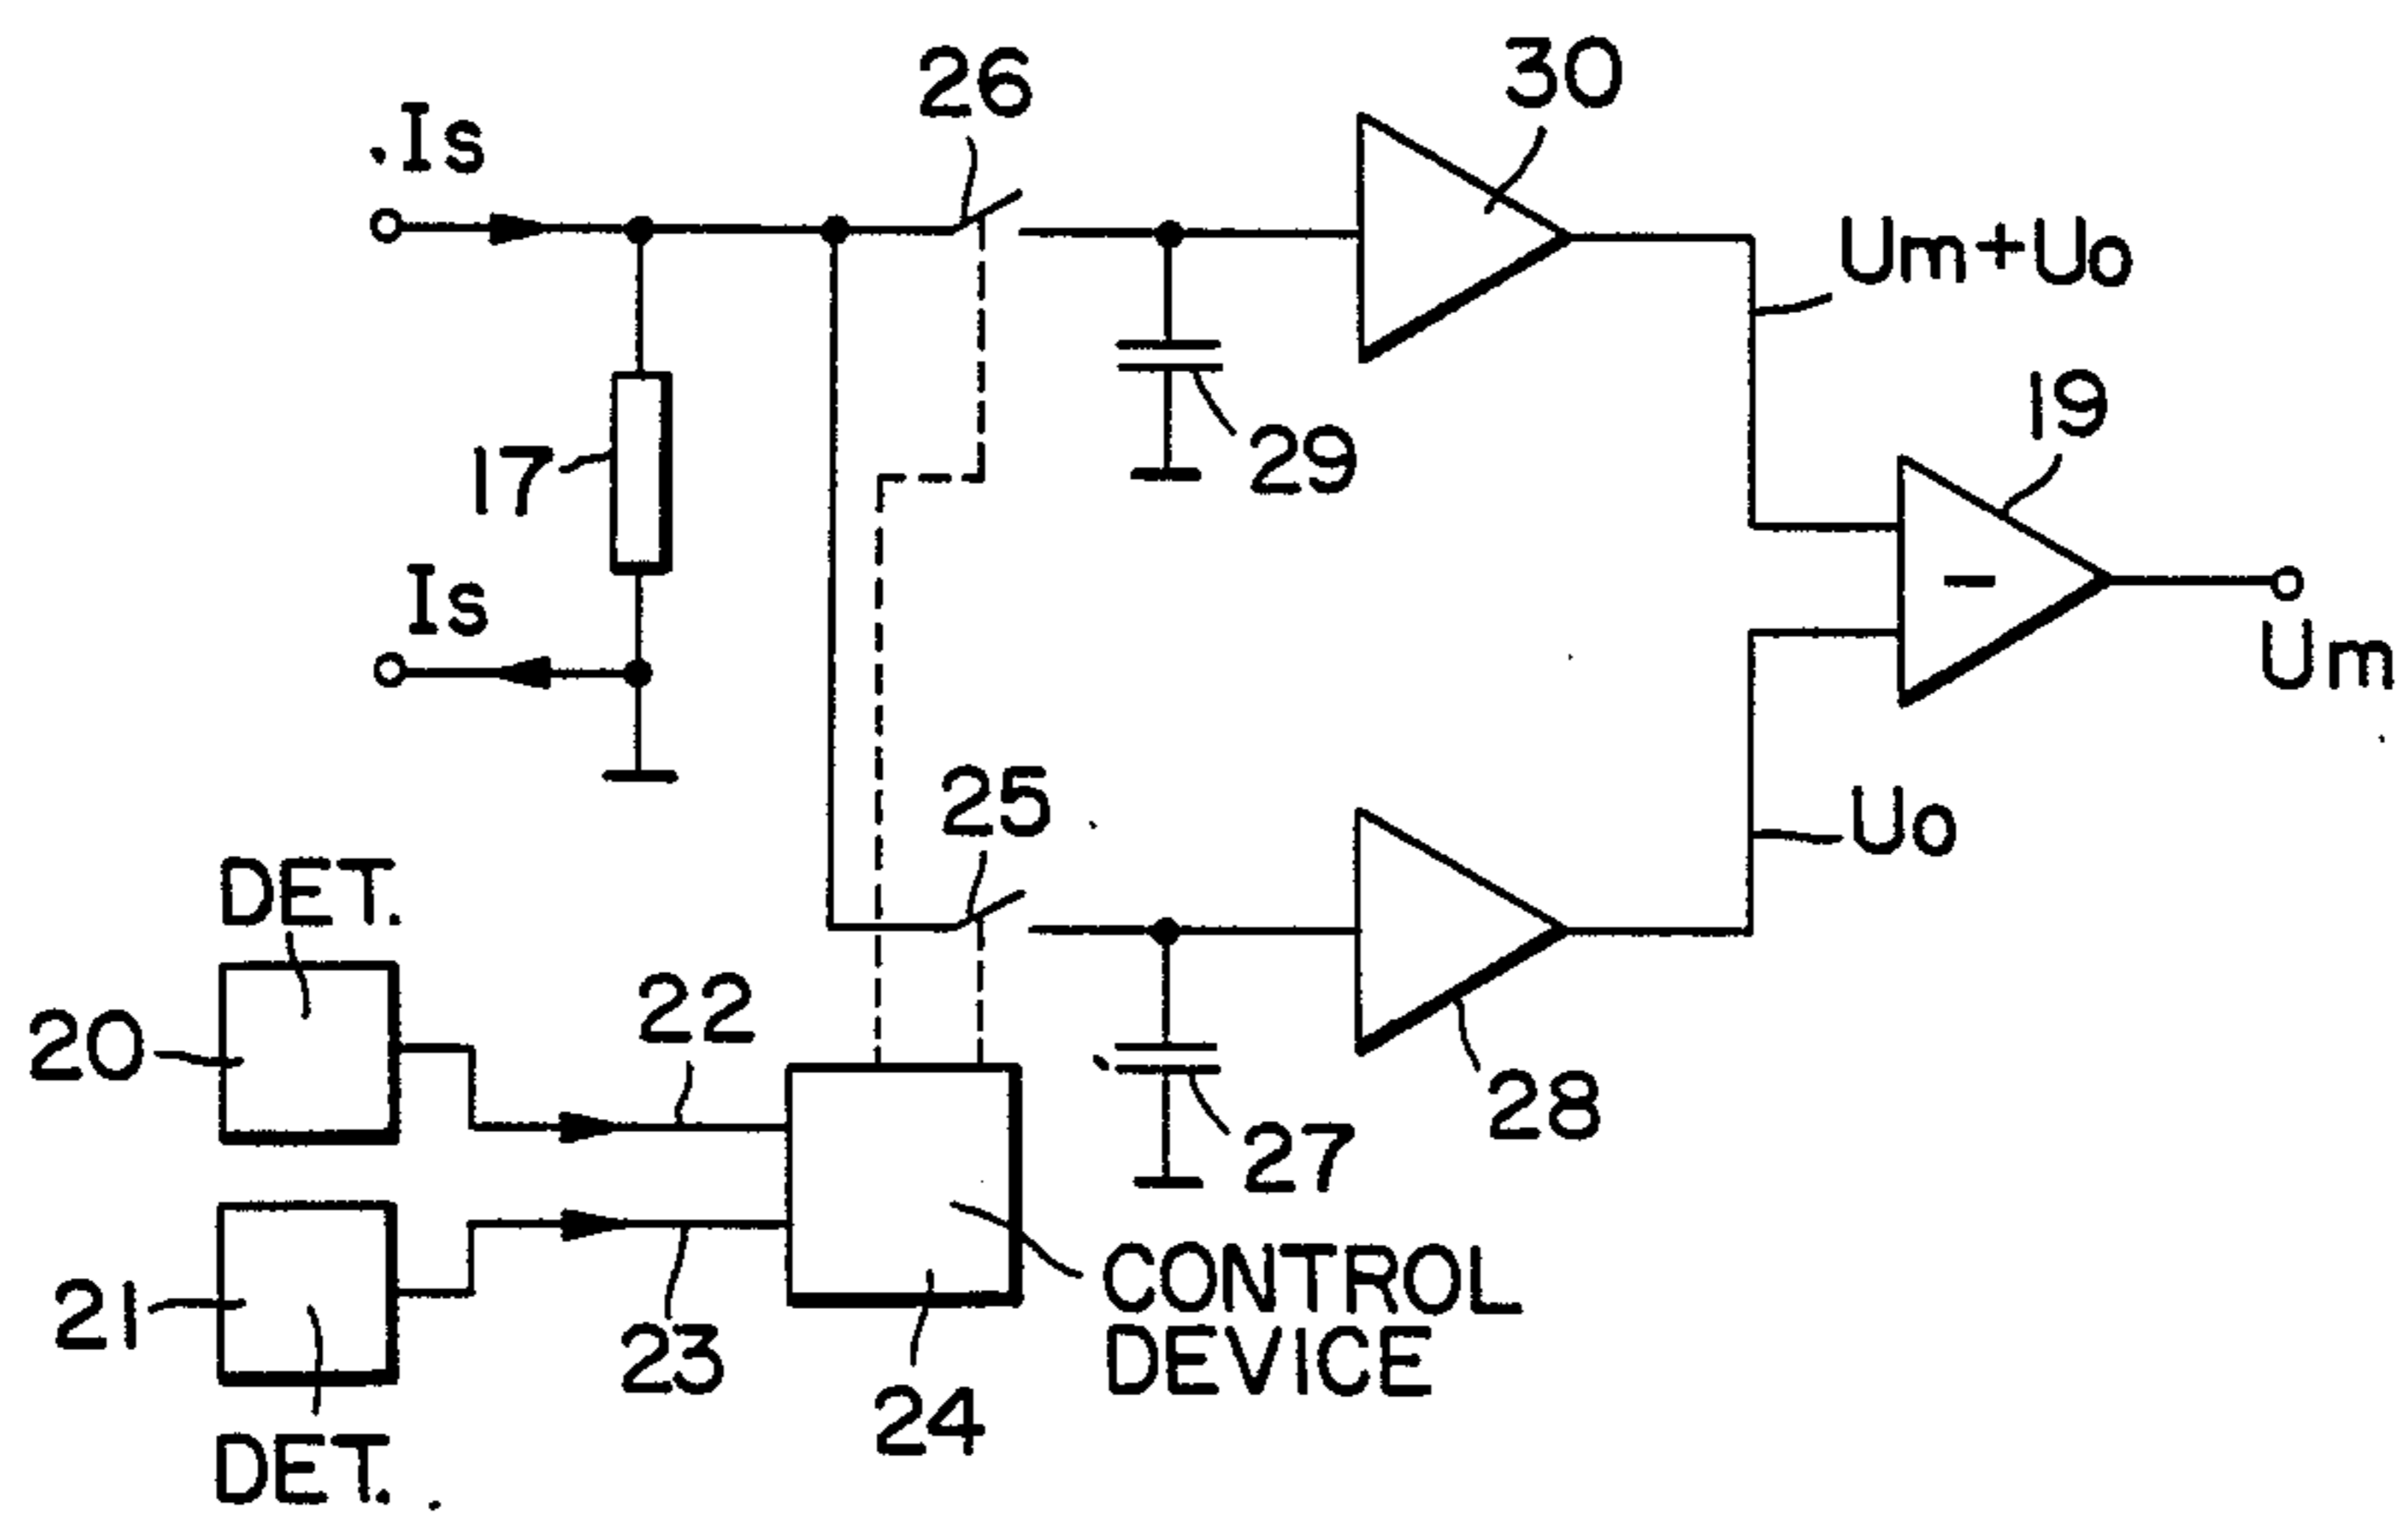 26
30
Is
Um+Uo
19
17
29
Is
Um
25
Uo
DET.
20
22
28
27
21
23
CONTROL
DEVICE
24
DET.